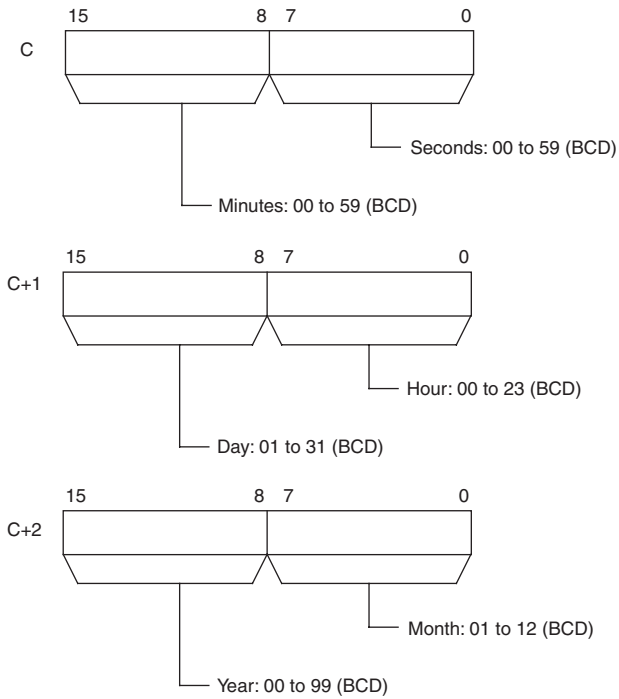 15 8 7 0
C
Seconds: 00 to 59 (BCD)
Minutes: 00 to 59 (BCD)
15 8 7 0
C+1
Hour: 00 to 23 (BCD)
Day: 01 to 31 (BCD)
15 8 7 0
C+2
Month: 01 to 12 (BCD)
Year: 00 to 99 (BCD)